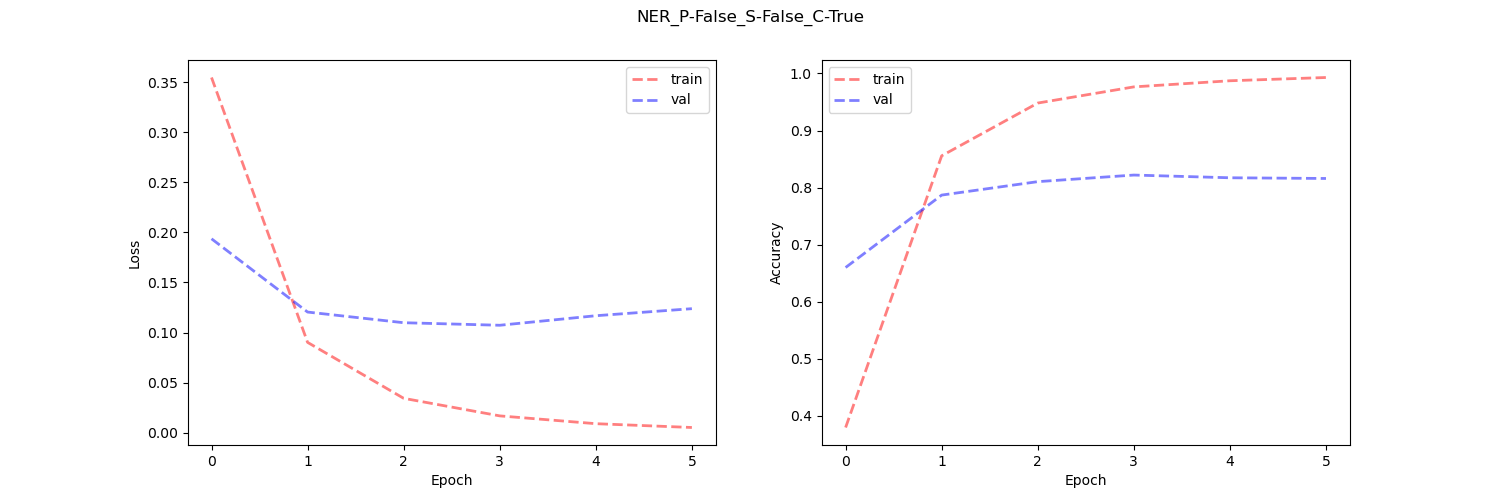 NER_P-False_S-False_C-True
train
val
0.35
0.30
0.25
0.20
0.15
0.10
0.05
0.00
Loss
0 1 2 3 4 5
Epoch
train
val
1.0
0.9
0.8
0.7
0.6
0.5
0.4
Accuracy
0 1 2 3 4 5
Epoch